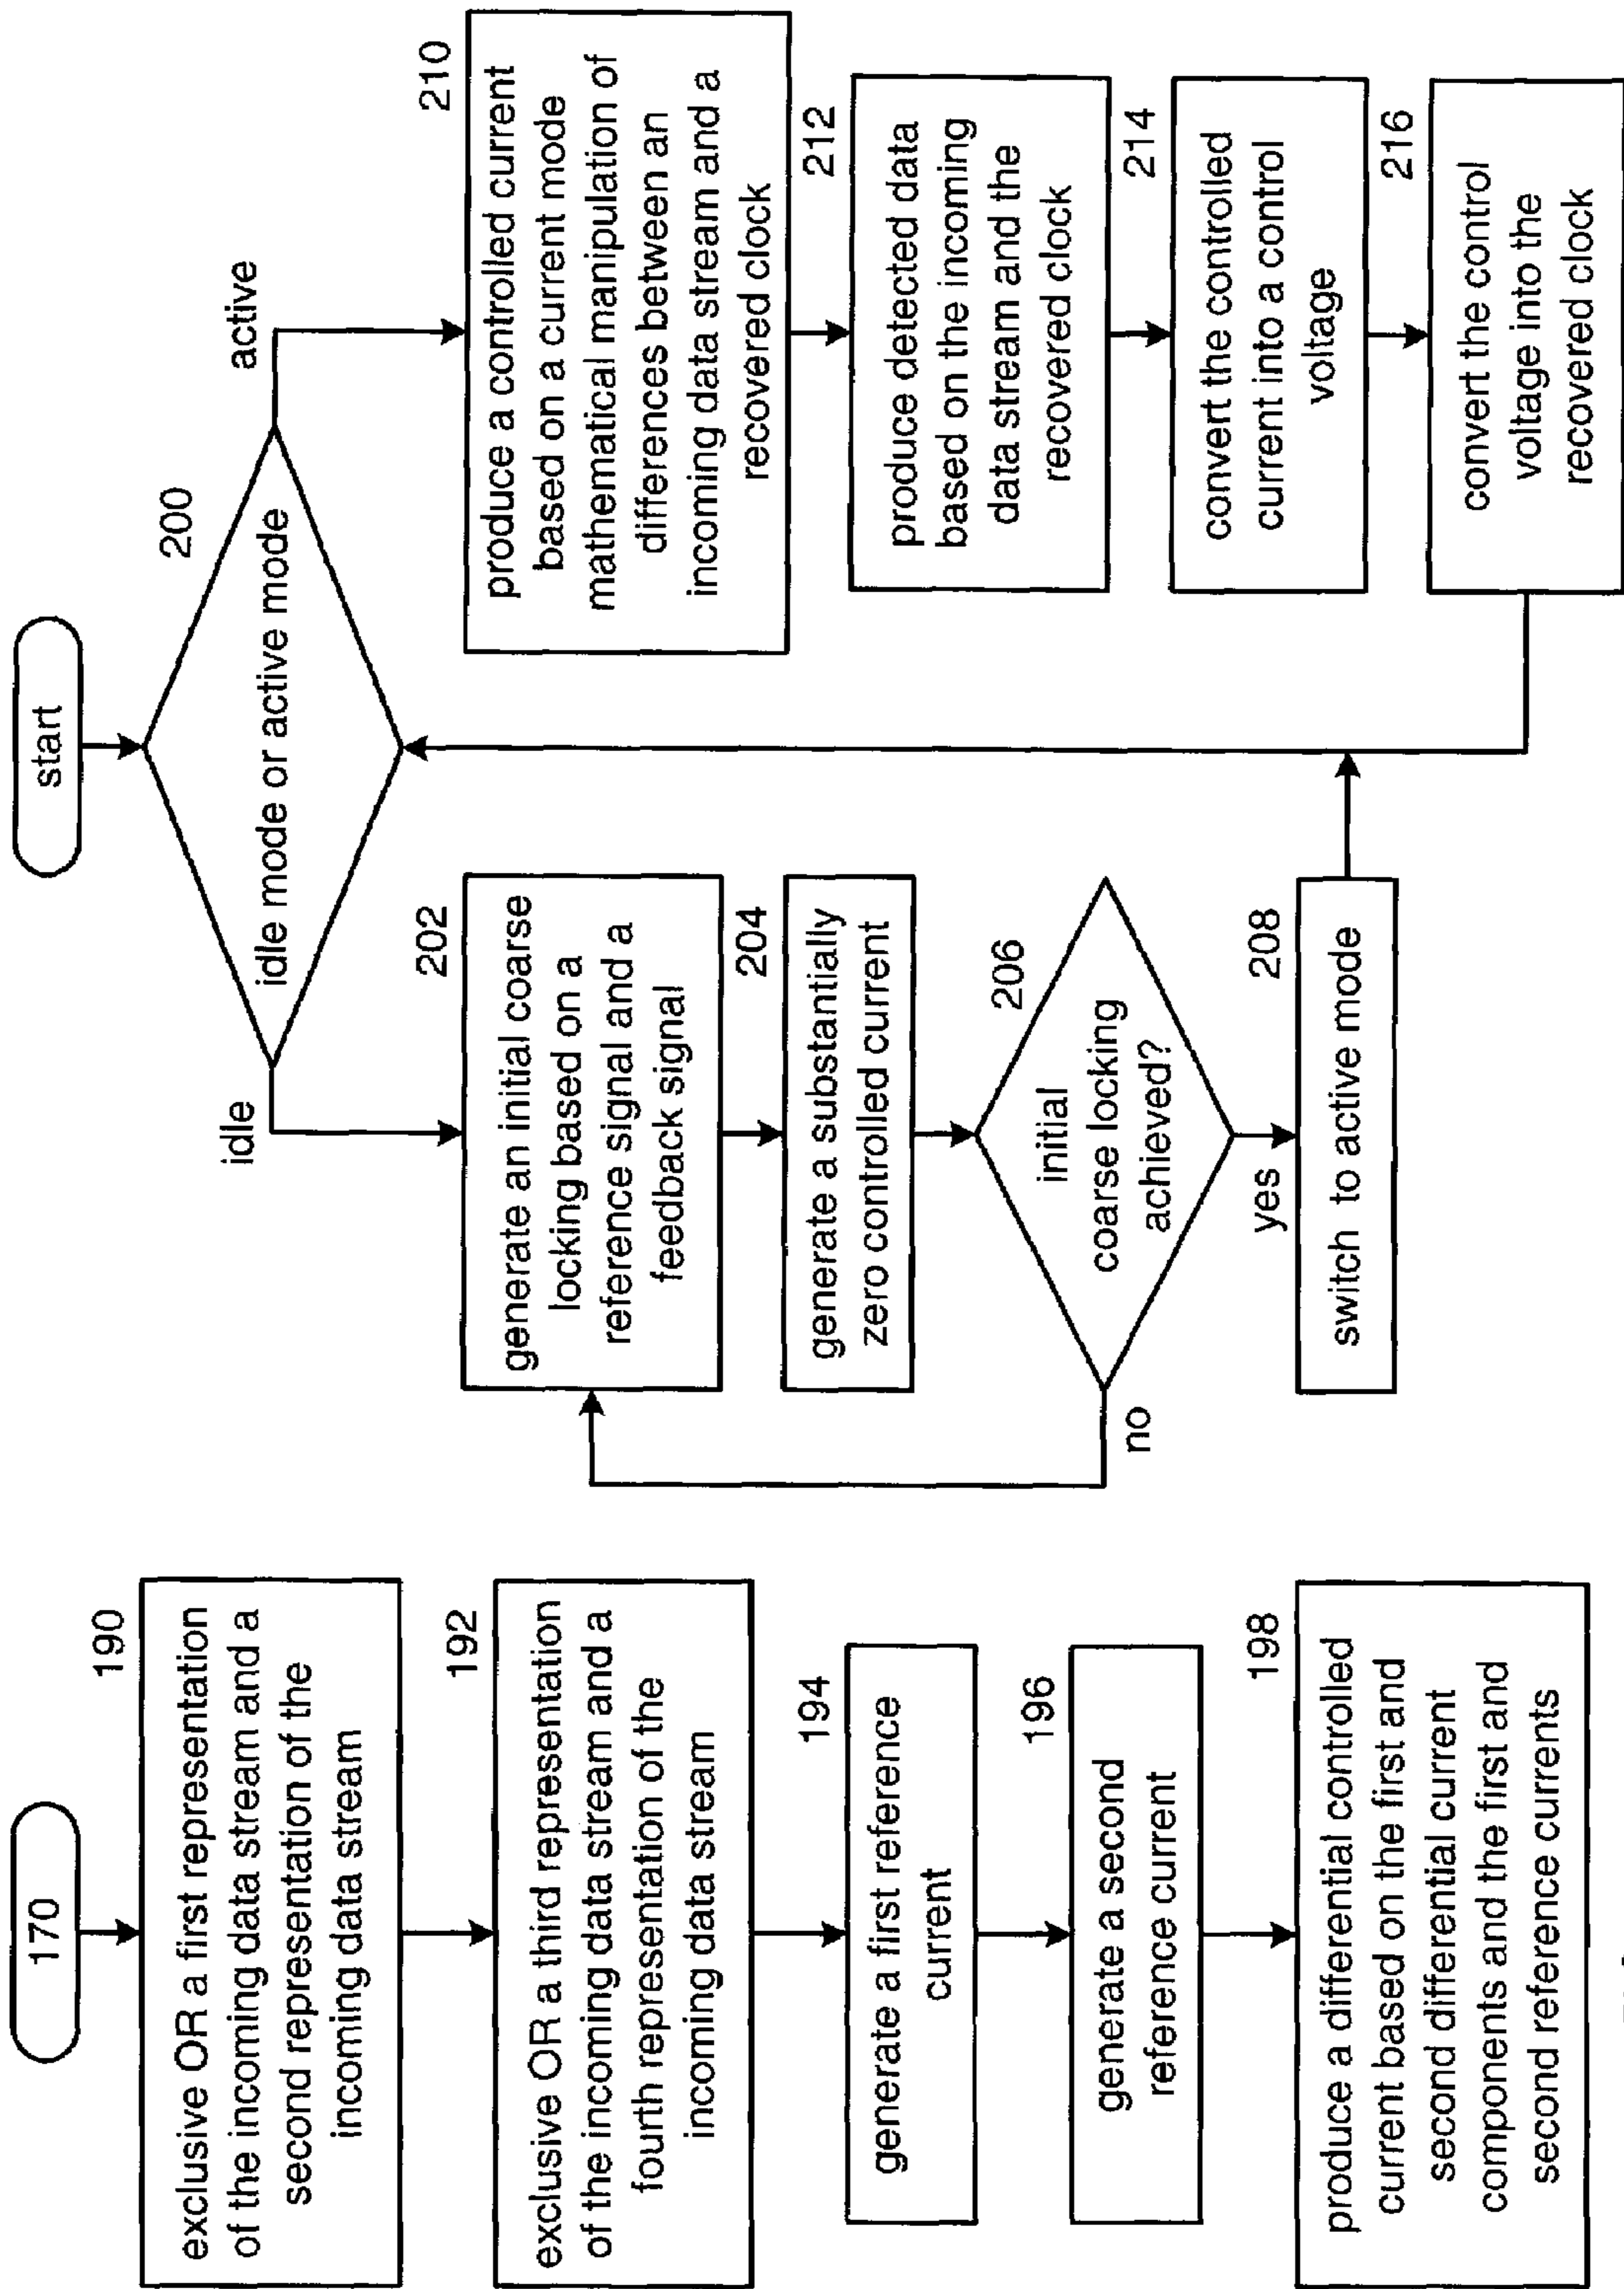 170
190
exclusive OR a first representation
of the incoming data stream and a
second representation of the
incoming data stream
192
exclusive OR a third representation
of the incoming data stream and a
fourth representation of the
incoming data stream
194
generate a first reference
current
196
generate a second
reference current
198
produce a differential controlled
current based on the first and
second differential current
components and the first and
second reference currents
start
200
idle mode or active mode
idle
active
202
generate an initial coarse
locking based on a
reference signal and a
feedback signal
204
generate a substantially
zero controlled current
206
initial
coarse locking
achieved?
no
yes
208
switch to active mode
210
produce a controlled current
based on a current mode
mathematical manipulation of
differences between an
incoming data stream and a
recovered clock
212
produce detected data
based on the incoming
data stream and the
recovered clock
214
convert the controlled
current into a control
voltage
216
convert the control
voltage into the
recovered clock